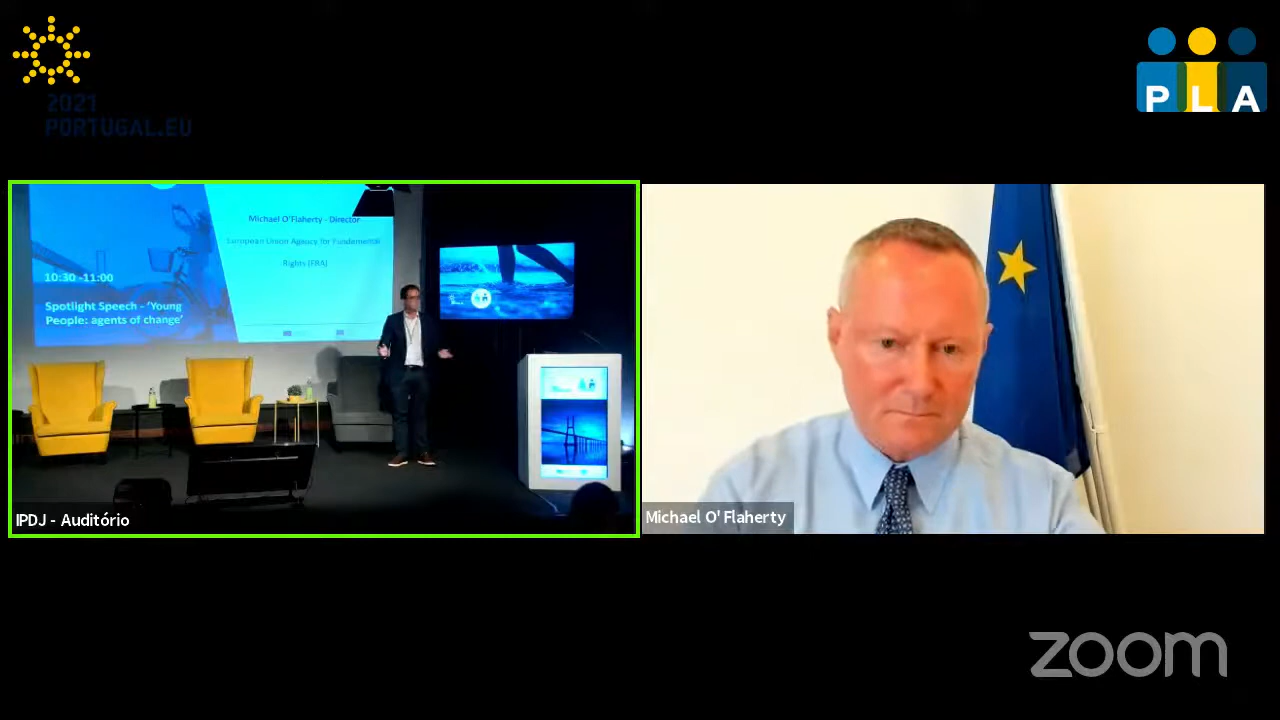 2021
PORTUGAL.EU
PLA
Michael O'Flaherty - Director
European Union Agency for Fundamental
Rights (FRA)
10:30 -11:00
Spotlight Speech - 'Young
People: agents of change'
IPDJ - Auditório
Michael O' Flaherty
zoom